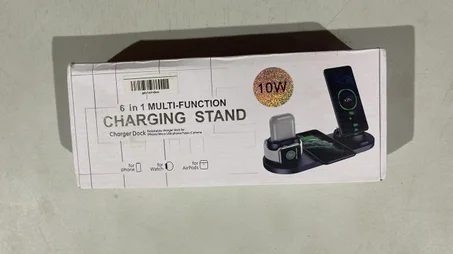 6 in 1 MULTI-FUNCTION
10W
CHARGING STAND
Charger Dock
for iPhone
for Watch
for AirPods